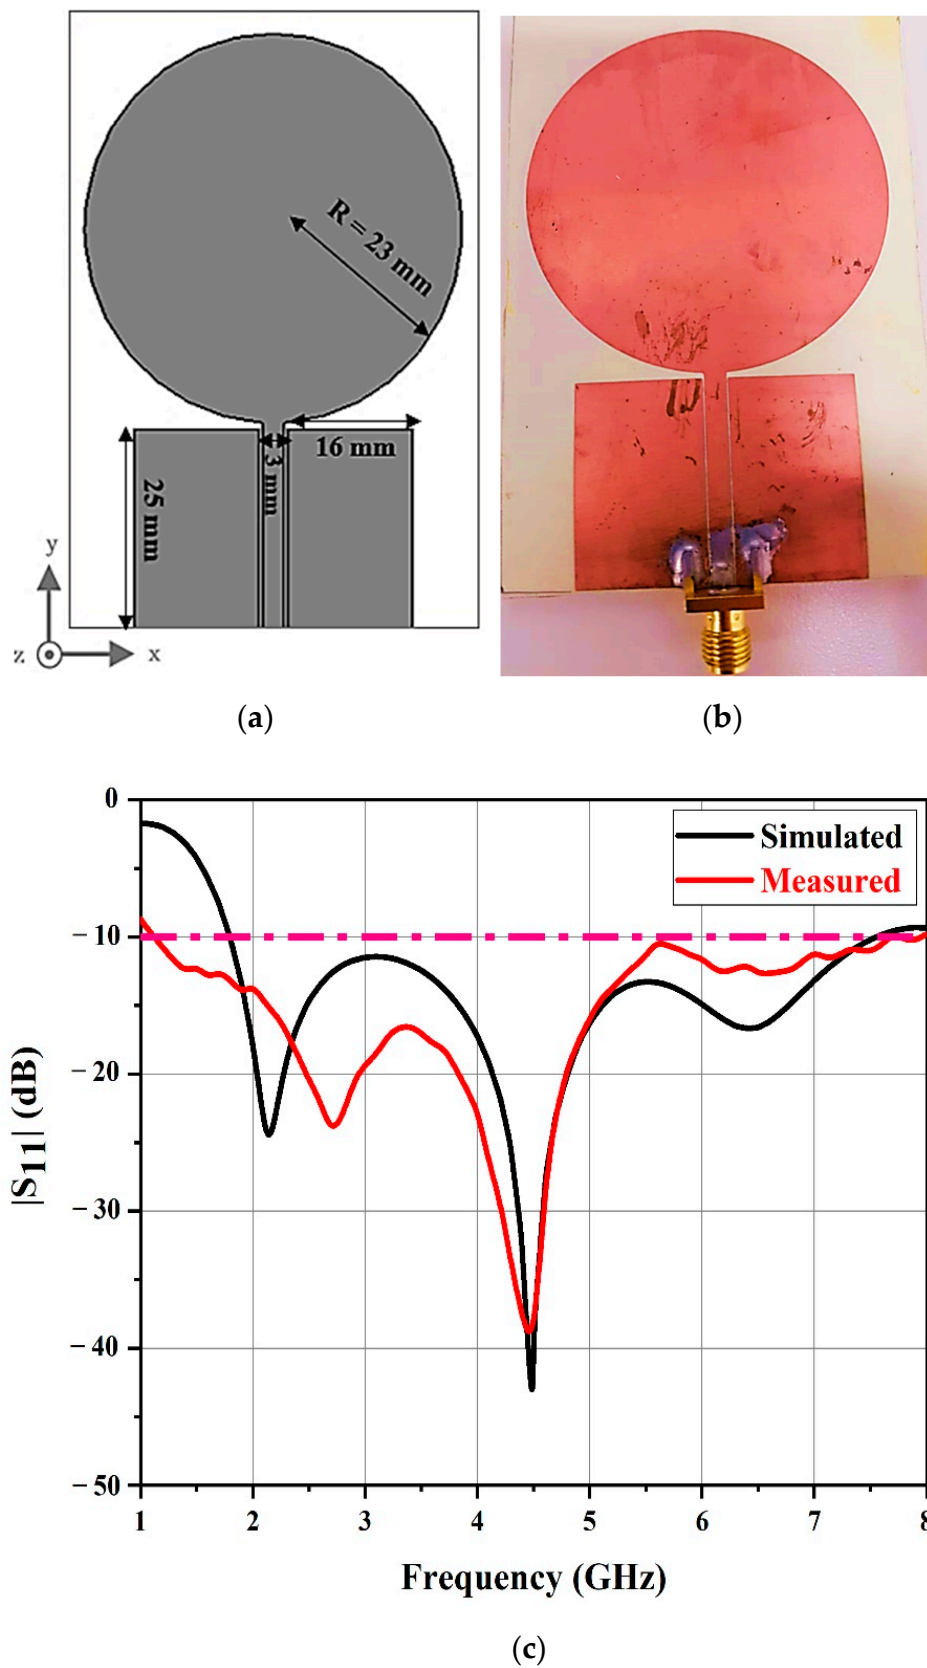 R = 23 mm
16 mm
3 mm
25 mm
y
z
x
(a)
(b)
0
−10
−20
−30
−40
−50
|S11| (dB)
Simulated
Measured
1 2 3 4 5 6 7 8
Frequency (GHz)
(c)